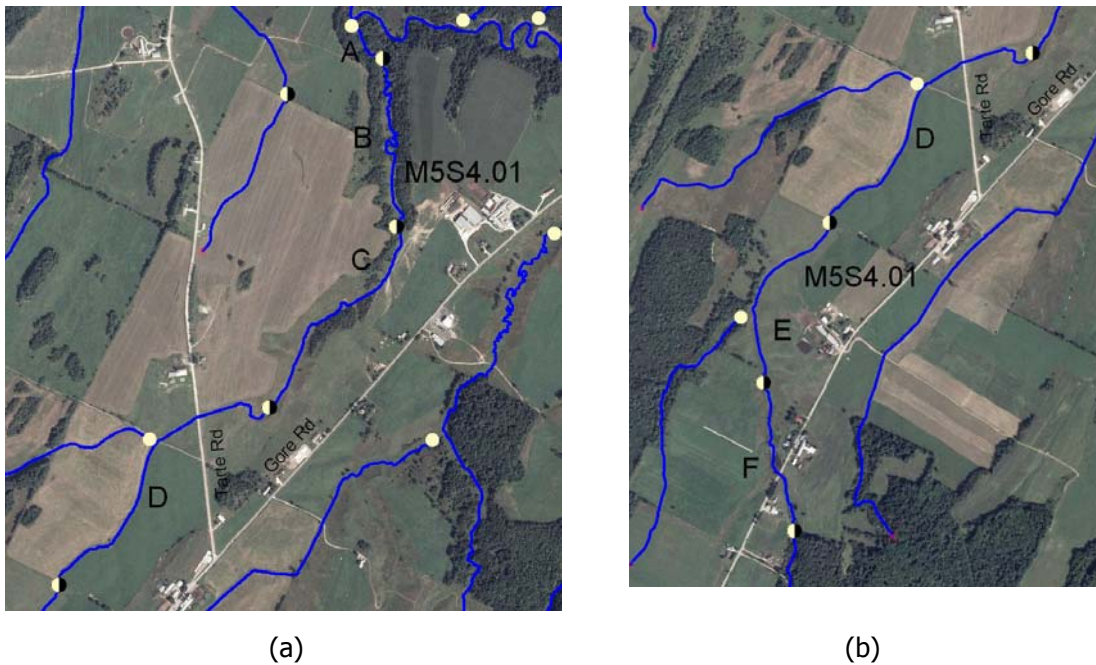 A
B
M5S4.01
C
D
Tarte Rd
Gore Rd
(a)
D
Tarte Rd
Gore Rd
M5S4.01
E
F
(b)